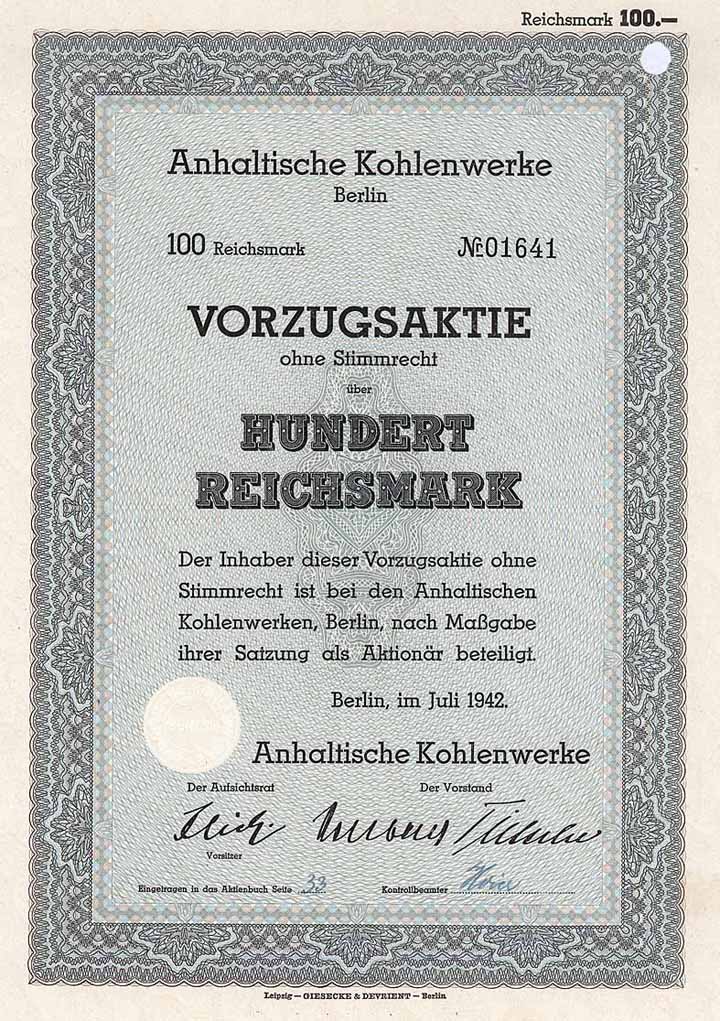 Reichsmark 100.—
Anhaltische Kohlenwerke
Berlin
100 Reichsmark № 01641
VORZUGSAKTIE
ohne Stimmrecht
über
HUNDERT
REICHSMARK
Der Inhaber dieser Vorzugsaktie ohne
Stimmrecht ist bei den Anhaltischen
Kohlenwerken, Berlin, nach Maßgabe
ihrer Satzung als Aktionär beteiligt.
Berlin, im Juli 1942.
Anhaltische Kohlenwerke
Der Aufsichtsrat Der Vorstand
Vorsitzer
Eingetragen in das Aktienbuch Seite 33 Kontrollbeamter
Leipzig — GIESECKE & DEVRIENT — Berlin